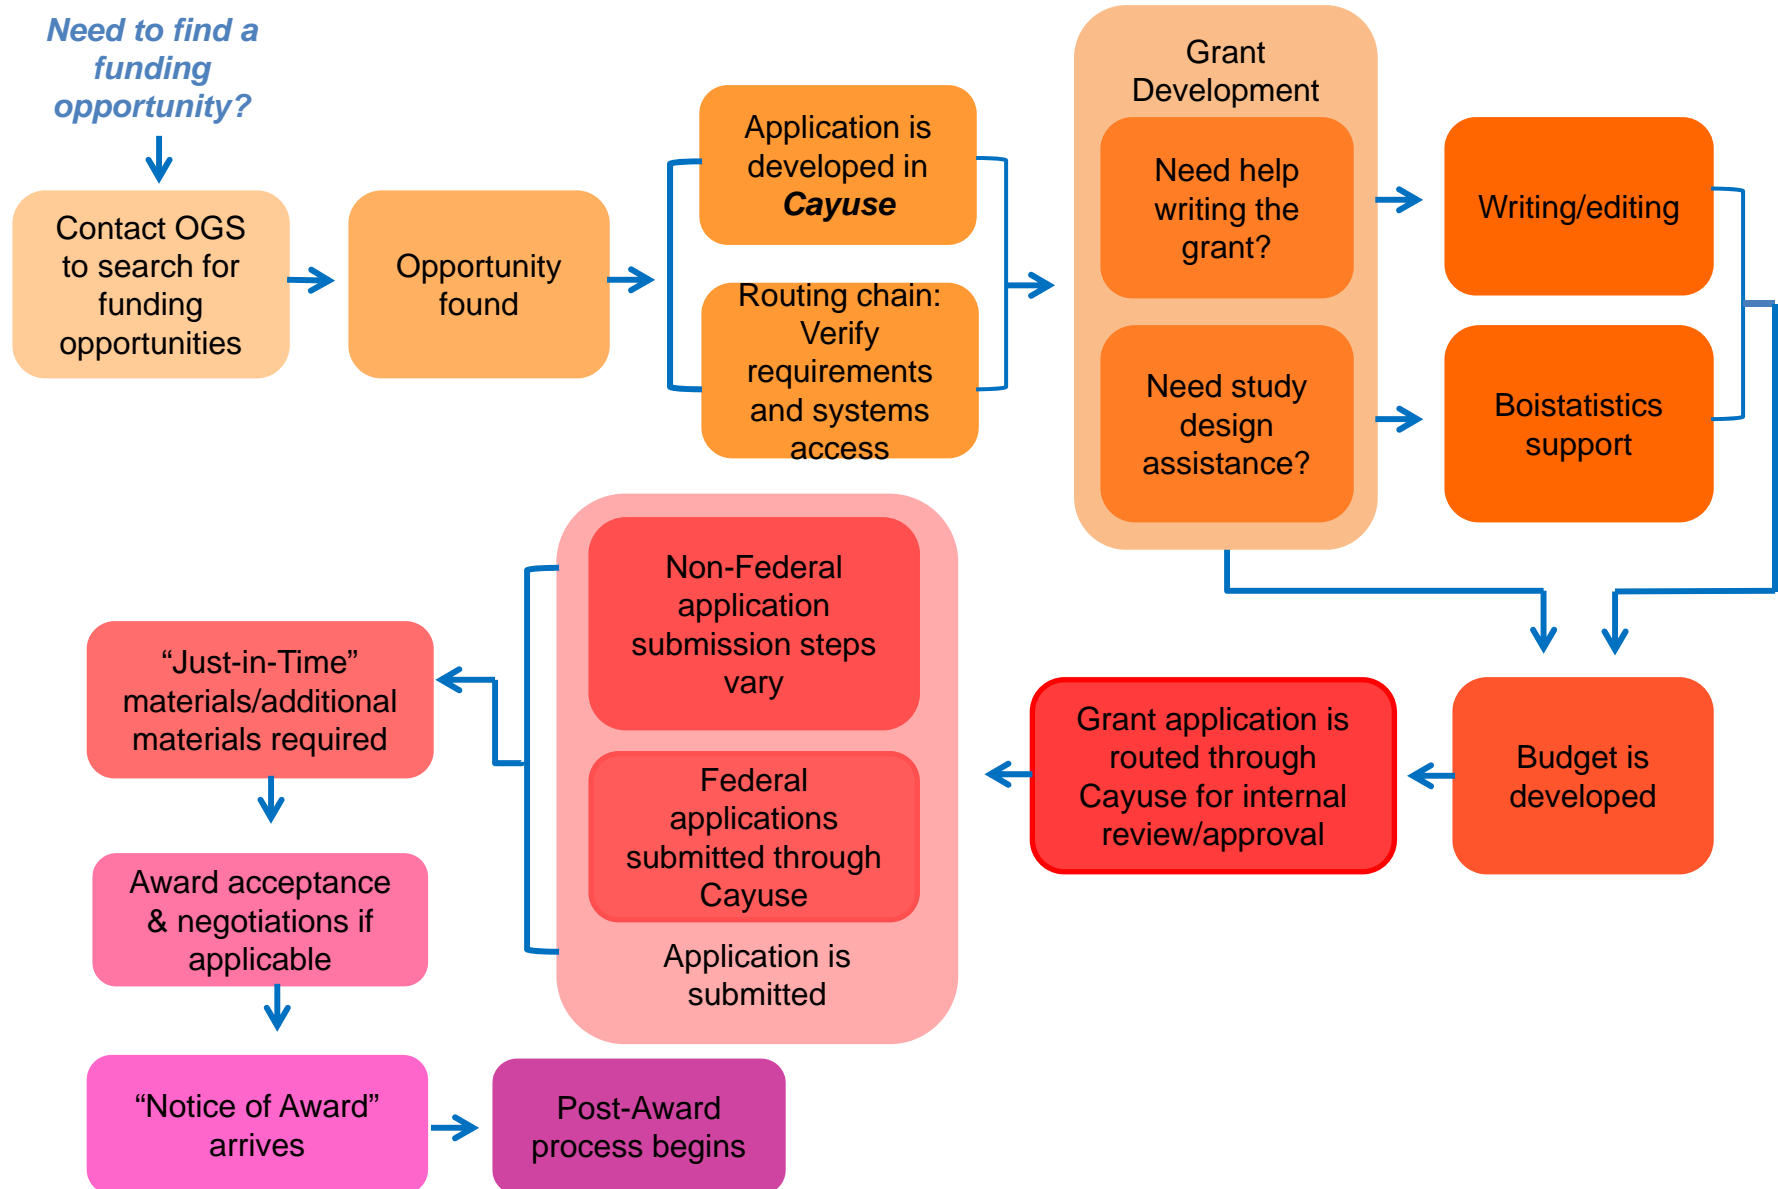 Need to find a
funding
opportunity?
Contact OGS
to search for
funding
opportunities
Opportunity
found
Application is
developed in
Cayuse
Routing chain:
Verify
requirements
and systems
access
Grant
Development
Need help
writing the
grant?
Need study
design
assistance?
Writing/editing
Boistatistics
support
Budget is
developed
Grant application is
routed through
Cayuse for internal
review/approval
Non-Federal
application
submission steps
vary
Federal
applications
submitted through
Cayuse
Application is
submitted
“Just-in-Time”
materials/additional
materials required
Award acceptance
& negotiations if
applicable
“Notice of Award”
arrives
Post-Award
process begins